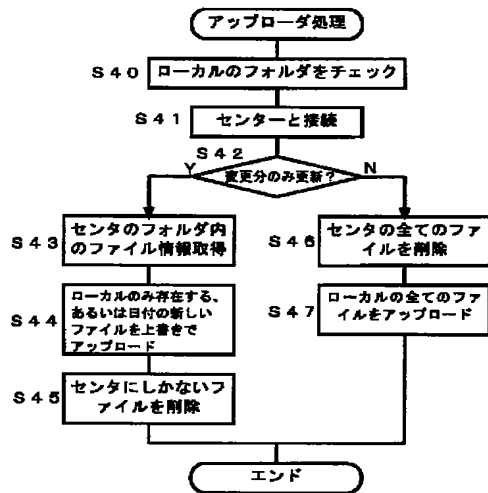 アップローダ処理
S40
ローカルのフォルダをチェック
S41
センターと接続
S42
Y
変更分のみ更新？
N
S43
センタのフォルダ内
のファイル情報取得
S44
ローカルのみ存在する、
あるいは日付の新しい
ファイルを上書きで
アップロード
S45
センタにしかないフ
ァイルを削除
S46
センタの全てのファ
イルを削除
S47
ローカルの全てのファ
イルをアップロード
エンド